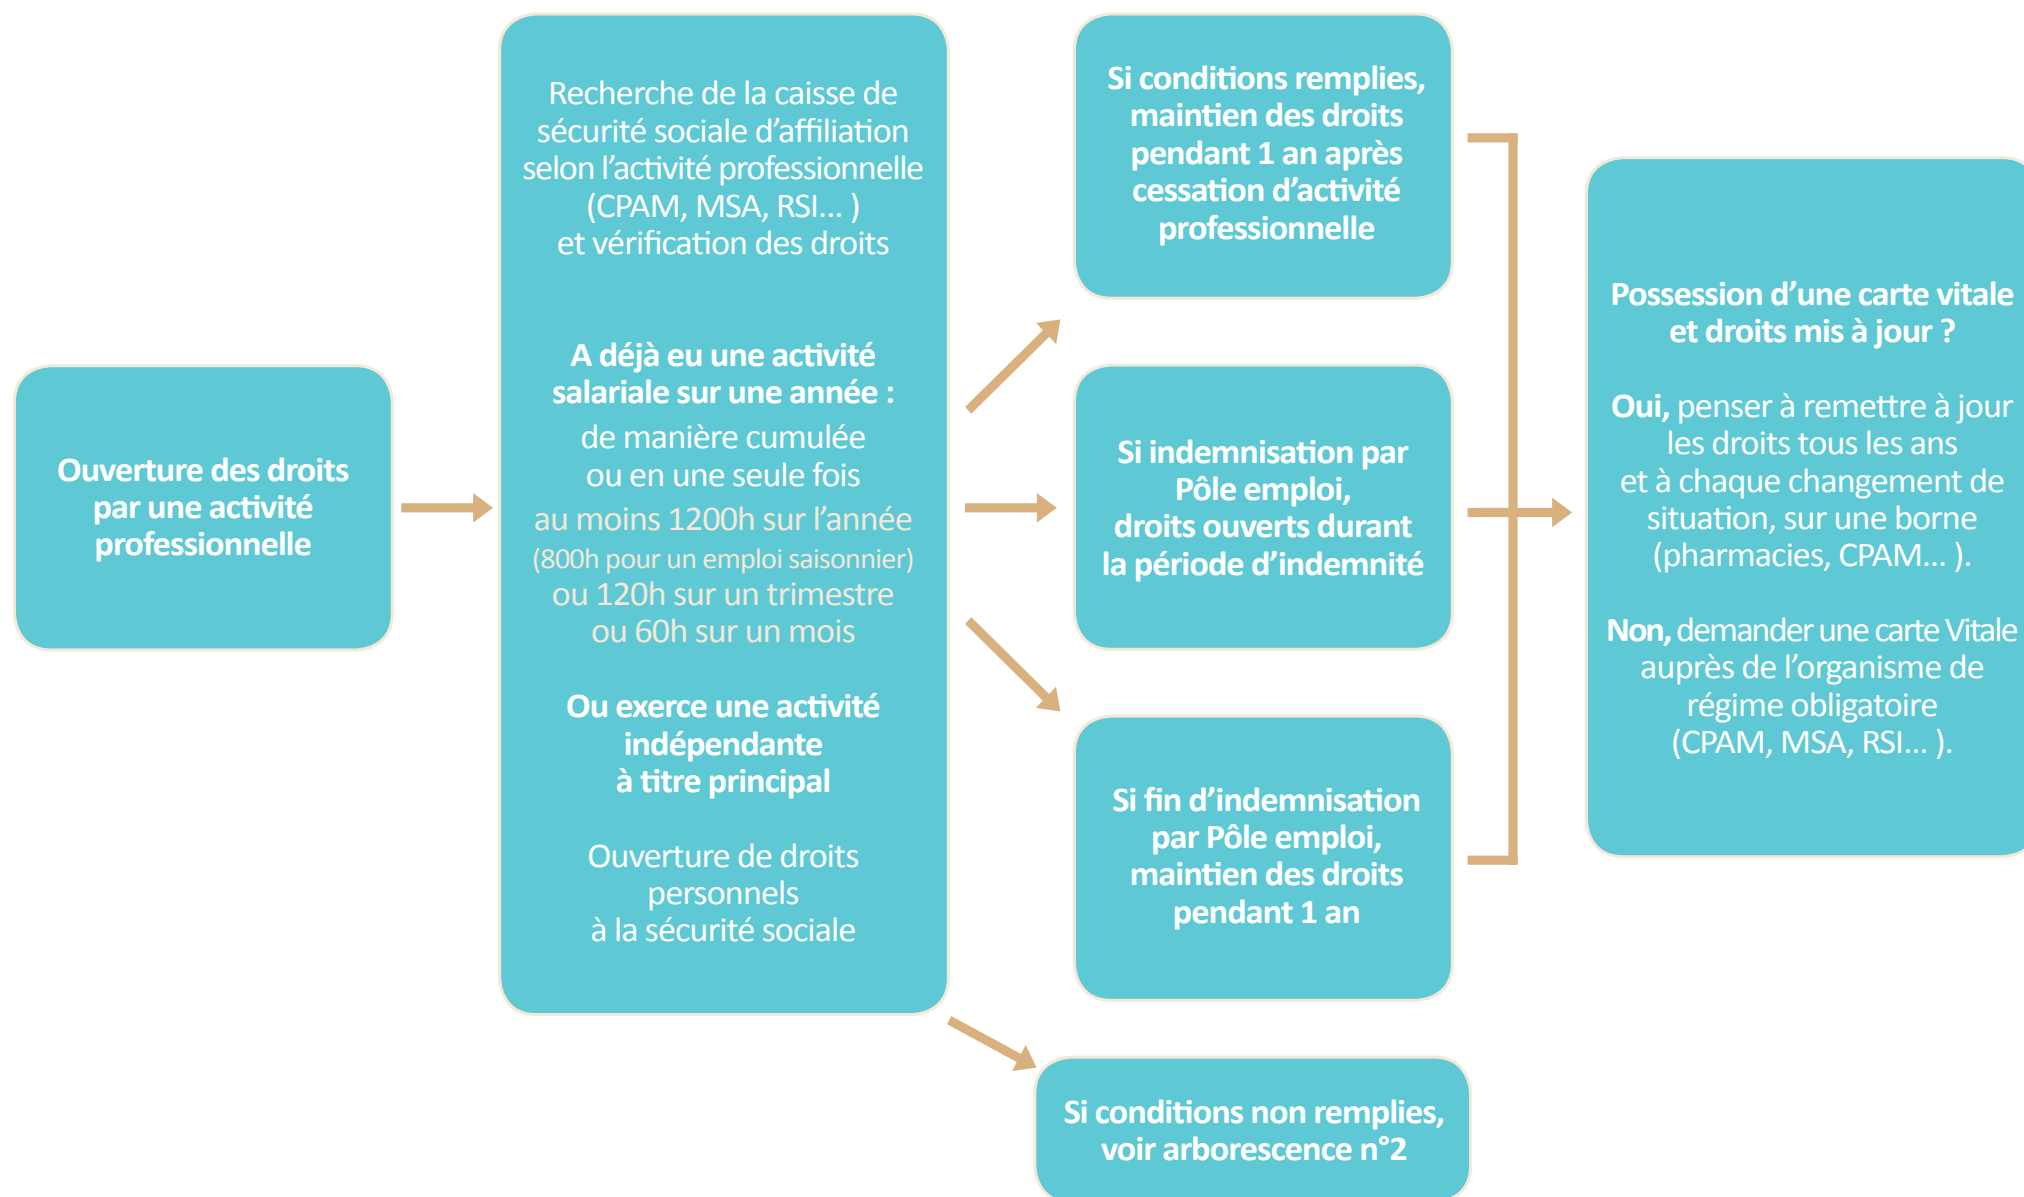 Ouverture des droits
par une activité
professionnelle
Recherche de la caisse de
sécurité sociale d’affiliation
selon l’activité professionnelle
(CPAM, MSA, RSI... )
et vérification des droits
A déjà eu une activité
salariale sur une année :
de manière cumulée
ou en une seule fois
au moins 1200h sur l’année
(800h pour un emploi saisonnier)
ou 120h sur un trimestre
ou 60h sur un mois
Ou exerce une activité
indépendante
à titre principal
Ouverture de droits
personnels
à la sécurité sociale
Si conditions remplies,
maintien des droits
pendant 1 an après
cessation d’activité
professionnelle
Si indemnisation par
Pôle emploi,
droits ouverts durant
la période d’indemnité
Si fin d’indemnisation
par Pôle emploi,
maintien des droits
pendant 1 an
Si conditions non remplies,
voir arborescence n°2
Possession d’une carte vitale
et droits mis à jour ?
Oui, penser à remettre à jour
les droits tous les ans
et à chaque changement de
situation, sur une borne
(pharmacies, CPAM... ).
Non, demander une carte Vitale
auprès de l’organisme de
régime obligatoire
(CPAM, MSA, RSI... ).